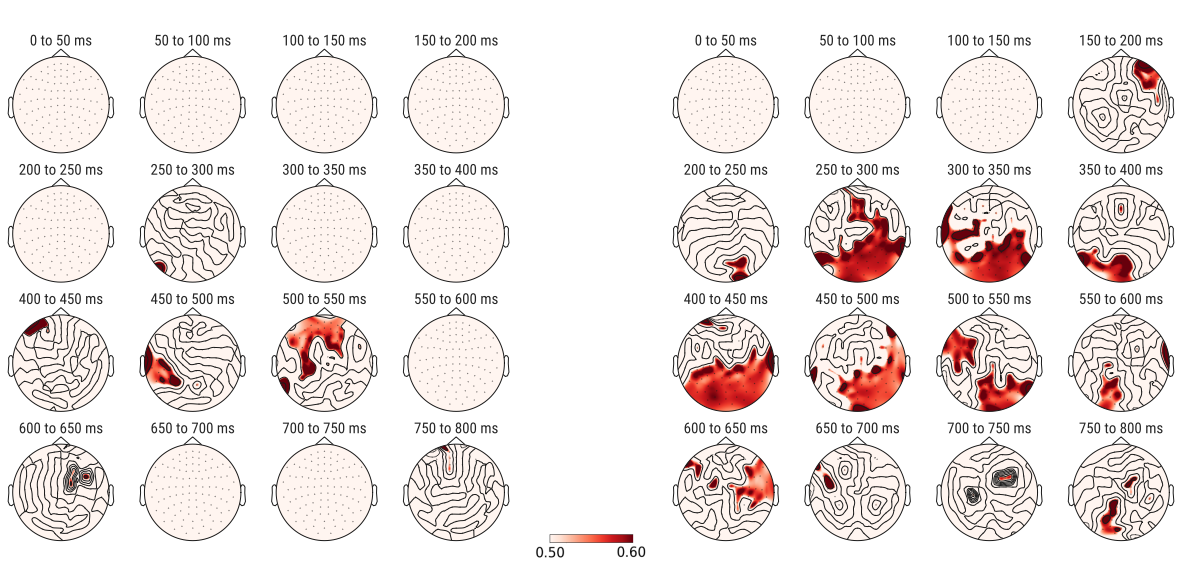 0 to 50 ms 50 to 100 ms 100 to 150 ms 150 to 200 ms 0 to 50 ms 50 to 100 ms 100 to 150 ms 150 to 200 ms
200 to 250 ms 250 to 300 ms 300 to 350 ms 350 to 400 ms 200 to 250 ms 250 to 300 ms 300 to 350 ms 350 to 400 ms
400 to 450 ms 450 to 500 ms 500 to 550 ms 550 to 600 ms 400 to 450 ms 450 to 500 ms 500 to 550 ms 550 to 600 ms
600 to 650 ms 650 to 700 ms 700 to 750 ms 750 to 800 ms 600 to 650 ms 650 to 700 ms 700 to 750 ms 750 to 800 ms
0.50 0.60